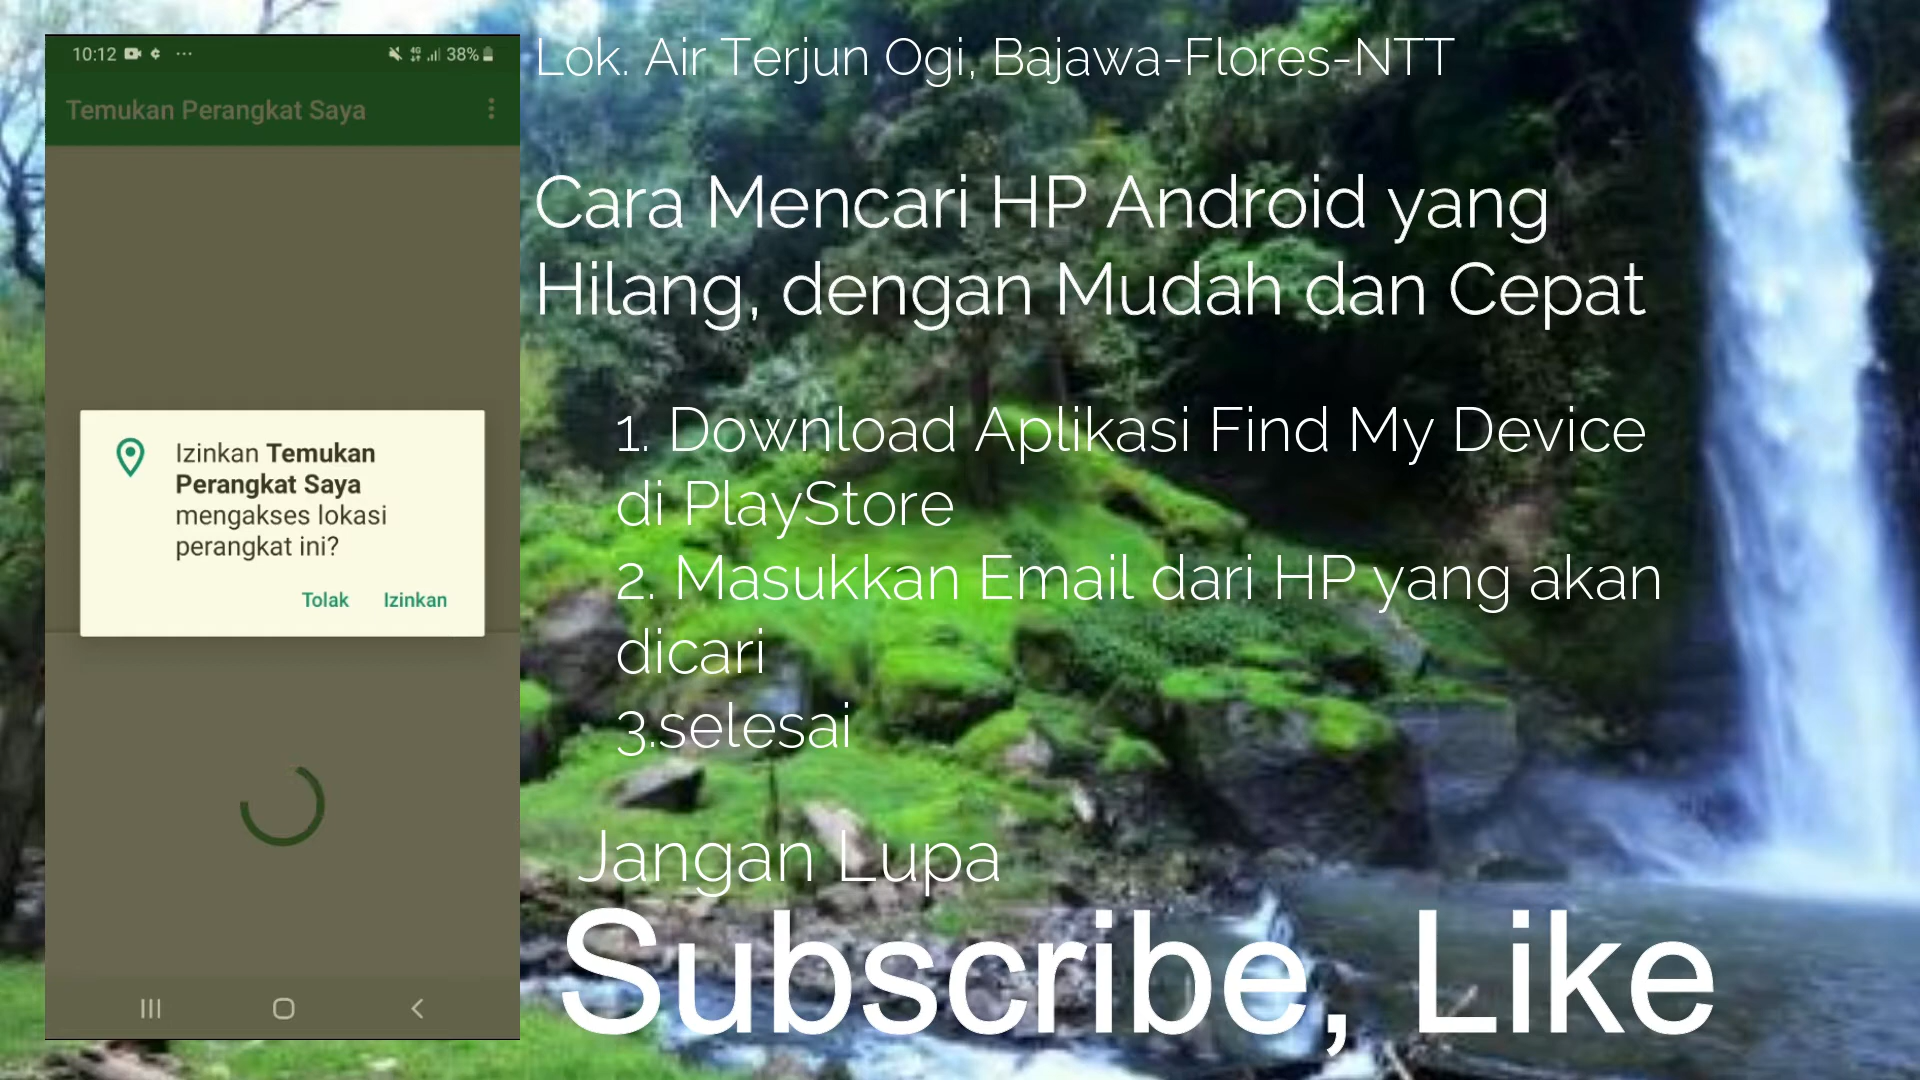 10:12
4G
38%
Temukan Perangkat Saya
Izinkan Temukan
Perangkat Saya
mengakses lokasi
perangkat ini?
Tolak Izinkan
Lok. Air Terjun Ogi, Bajawa-Flores-NTT
Cara Mencari HP Android yang
Hilang, dengan Mudah dan Cepat
1. Download Aplikasi Find My Device
di PlayStore
2. Masukkan Email dari HP yang akan
dicari
3.selesai
Jangan Lupa
Subscribe, Like